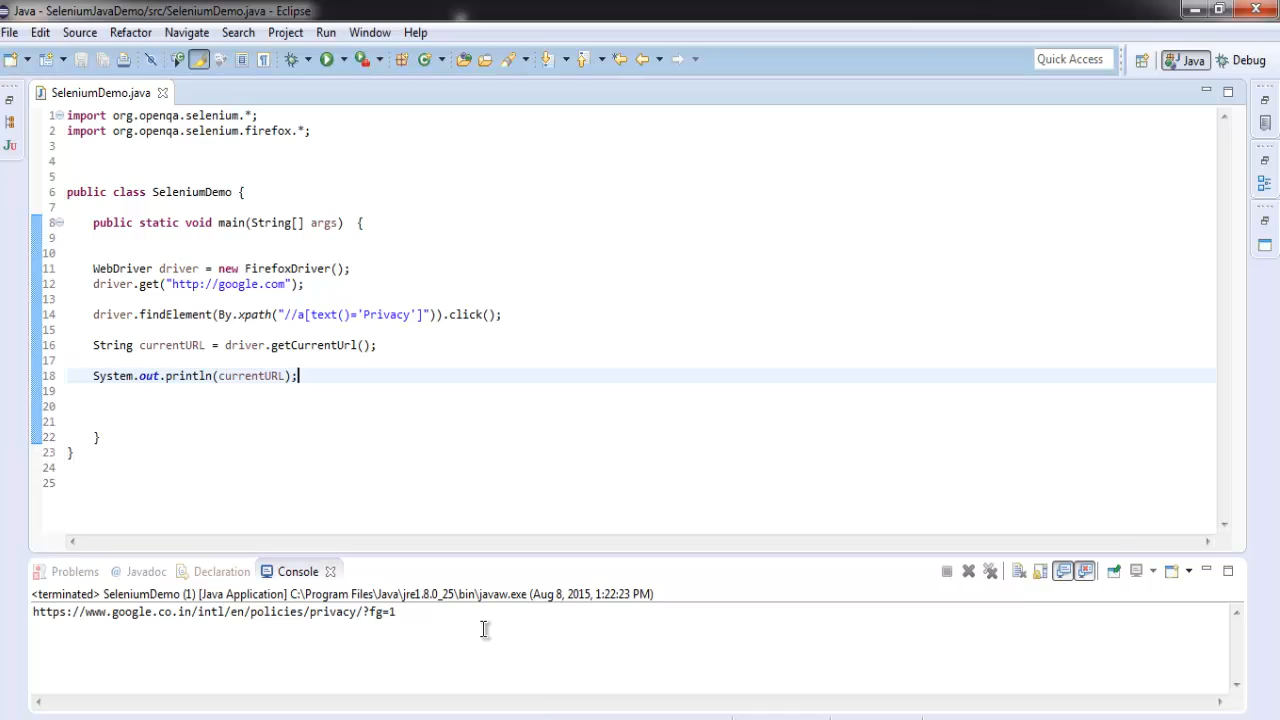 Java - SeleniumJavaDemo/src/SeleniumDemo.java - Eclipse
File Edit Source Refactor Navigate Search Project Run Window Help
Quick Access Java Debug
SeleniumDemo.java
1 import org.openqa.selenium.*;
2 import org.openqa.selenium.firefox.*;
3
4
5
6 public class SeleniumDemo {
7
8 public static void main(String[] args) {
9
10
11 WebDriver driver = new FirefoxDriver();
12 driver.get("http://google.com");
13
14 driver.findElement(By.xpath("//a[text()='Privacy']")).click();
15
16 String currentURL = driver.getCurrentUrl();
17
18 System.out.println(currentURL);
19
20
21
22 }
23 }
24
25
Problems @ Javadoc Declaration Console
<terminated> SeleniumDemo (1) [Java Application] C:\Program Files\Java\jre1.8.0_25\bin\javaw.exe (Aug 8, 2015, 1:22:23 PM)
https://www.google.co.in/intl/en/policies/privacy/?fg=1